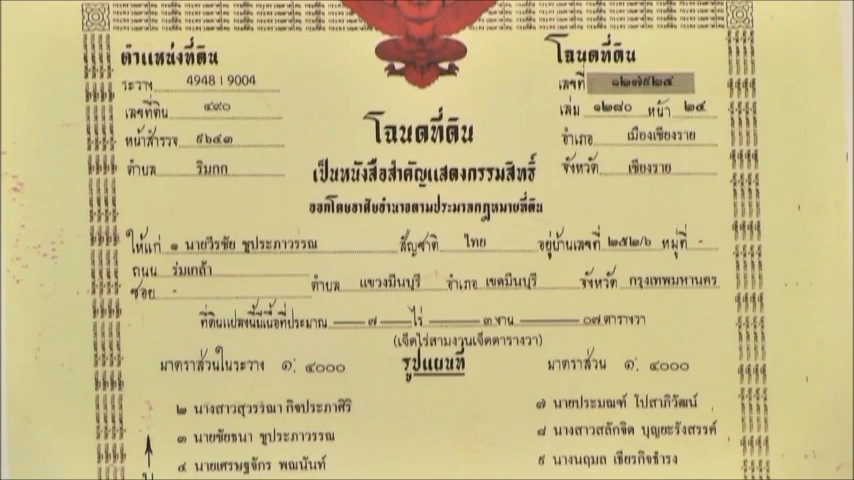 ตำแหน่งที่ดิน
ระวาง 4948 I 9004
เลขที่ดิน ๔๙๐
หน้าสำรวจ ๕๖๔๓
ตำบล ริมกก
โฉนดที่ดิน
เลขที่ ๑๒๗๕๒๔
เล่ม ๑๒๘๐ หน้า ๒๔
อำเภอ เมืองเชียงราย
จังหวัด เชียงราย
โฉนดที่ดิน
เป็นหนังสือสำคัญแสดงกรรมสิทธิ์
ออกโดยอาศัยอำนาจตามประมวลกฎหมายที่ดิน
ให้แก่ ๑ นายวีรชัย ชูประภาวรรณ สัญชาติ ไทย อยู่บ้านเลขที่ ๒๕๒/๖ หมู่ที่ -
ถนน ร่มเกล้า
ซอย - ตำบล แขวงมีนบุรี อำเภอ เขตมีนบุรี จังหวัด กรุงเทพมหานคร
ที่ดินแปลงนี้มีเนื้อที่ประมาณ ๗ ไร่ ๓ งาน ๐๗ ตารางวา
(เจ็ดไร่สามงานเจ็ดตารางวา)
มาตราส่วนในระวาง ๑: ๔๐๐๐ รูปแผนที่ มาตราส่วน ๑: ๔๐๐๐
๒ นางสาวสุวรรณา กิจประภาศิริ
๓ นายชัยธนา ชูประภาวรรณ
๔ นายเศรษฐจักร พณนันท์
๗ นายประมณฑ์ โปสาภิวัฒน์
๘ นางสาวสลักจิต บุญยะรังสรรค์
๙ นางนฤมล เธียรกิจธำรง